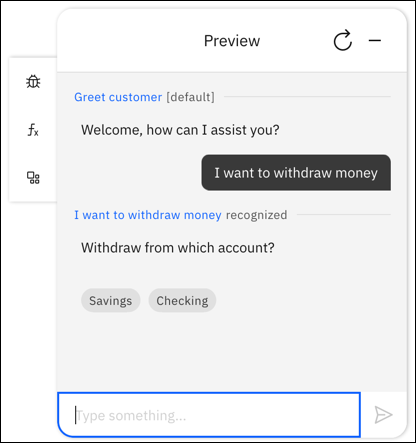 Preview
Greet customer [default]
Welcome, how can I assist you?
fx
I want to withdraw money
I want to withdraw money recognized
Withdraw from which account?
Savings Checking
Type something...